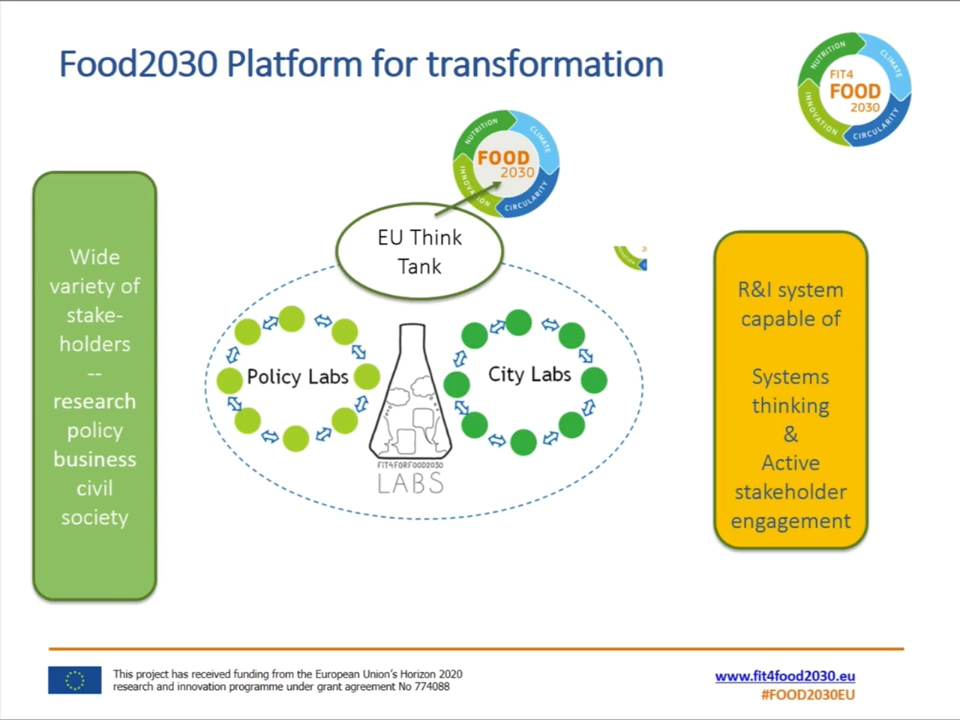 Food2030 Platform for transformation
NUTRITION
CLIMATE
CIRCULARITY
INNOVATION
FIT4
FOOD
2030
NUTRITION
CLIMATE
CIRCULARITY
FOOD
2030
EU Think
Tank
Wide
variety of
stake-
holders
--
research
policy
business
civil
society
Policy Labs
City Labs
FIT4FORFOOD2030
LABS
R&I system
capable of
Systems
thinking
&
Active
stakeholder
engagement
This project has received funding from the European Union's Horizon 2020
research and innovation programme under grant agreement No 774088
www.fit4food2030.eu
#FOOD2030EU